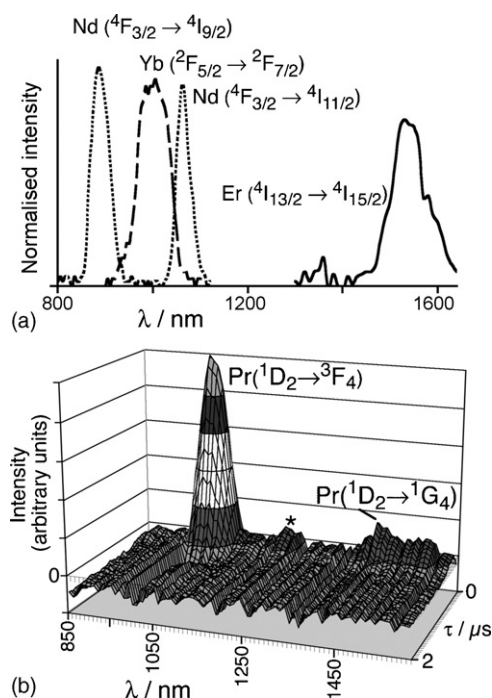 Nd (⁴F₃/₂ → ⁴I₉/₂)
Yb (²F₅/₂ → ²F₇/₂)
Nd (⁴F₃/₂ → ⁴I₁₁/₂)
Er (⁴I₁₃/₂ → ⁴I₁₅/₂)
Normalised intensity
800 1200 1600
(a) λ / nm
Pr(¹D₂→³F₄)
Pr(¹D₂→¹G₄)
*
Intensity
(arbitrary units)
0
0
850 1050 1250 1450
2
τ / μs
(b) λ / nm